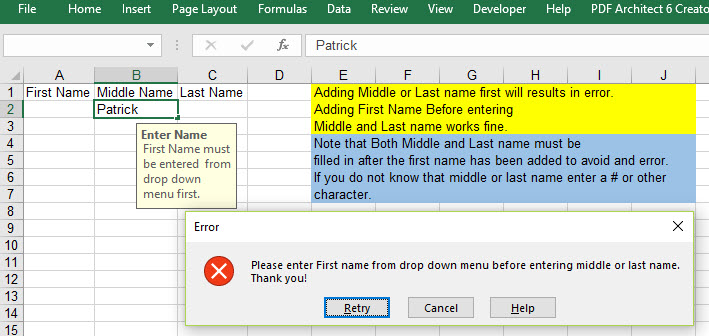 File Home Insert Page Layout Formulas Data Review View Developer Help PDF Architect 6 Creato
fx Patrick
A B C D E F G H I J
1 First Name Middle Name Last Name Adding Middle or Last name first will results in error.
2 Patrick Adding First Name Before entering
3 Middle and Last name works fine.
Enter Name
First Name must
be entered from
drop down
menu first.
4 Note that Both Middle and Last name must be
5 filled in after the first name has been added to avoid and error.
6 If you do not know that middle or last name enter a # or other
7 character.
8
9
10
11
12
13
14
15
Error
Please enter First name from drop down menu before entering middle or last name.
Thank you!
Retry Cancel Help